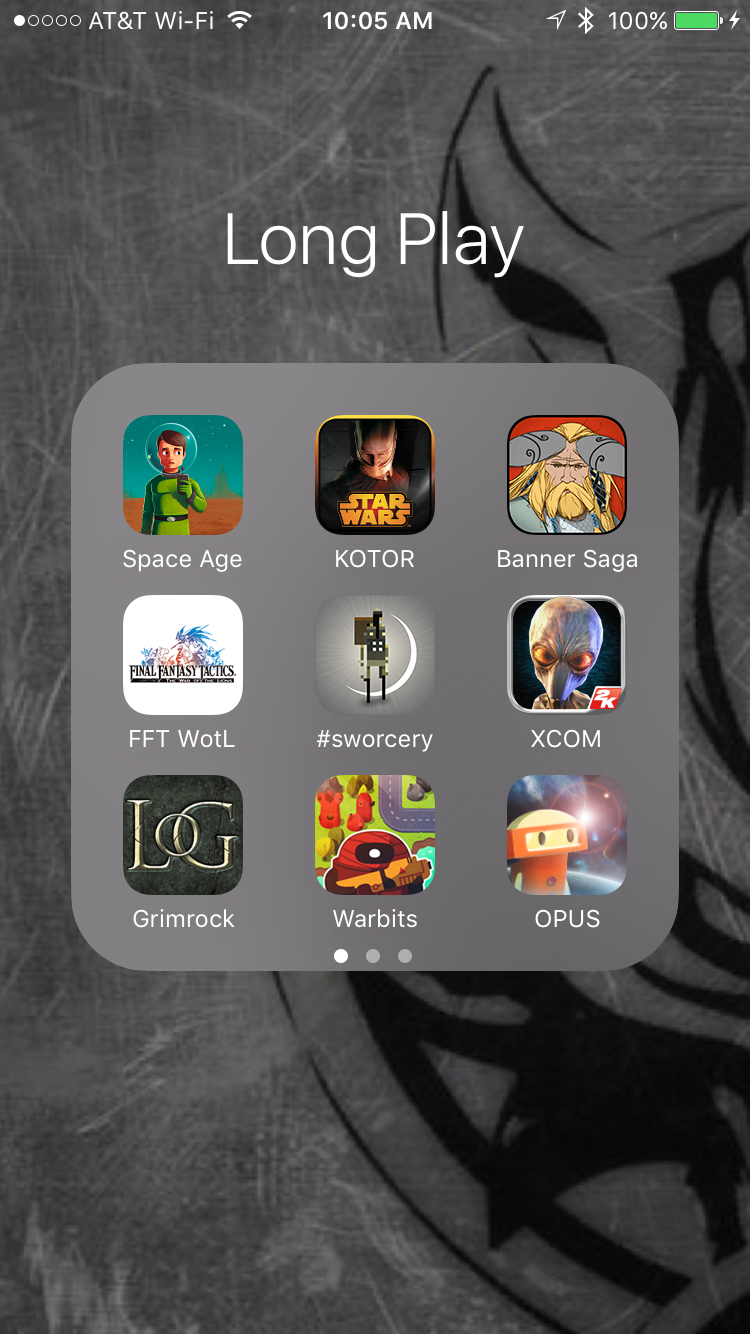 AT&T Wi-Fi 10:05 AM 100%
Long Play
STAR
WARS
Space Age KOTOR Banner Saga
FINAL FANTASY TACTICS.
THE WAR OF THE LIONS
2K
FFT WotL #sworcery XCOM
LoG
Grimrock Warbits OPUS